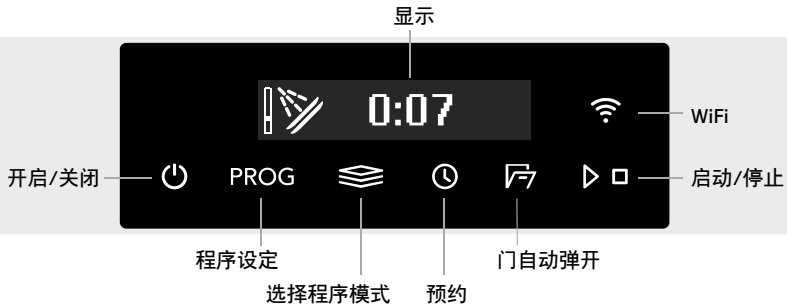 显示
0:07
WiFi
开启/关闭
PROG
启动/停止
程序设定
门自动弹开
选择程序模式
预约